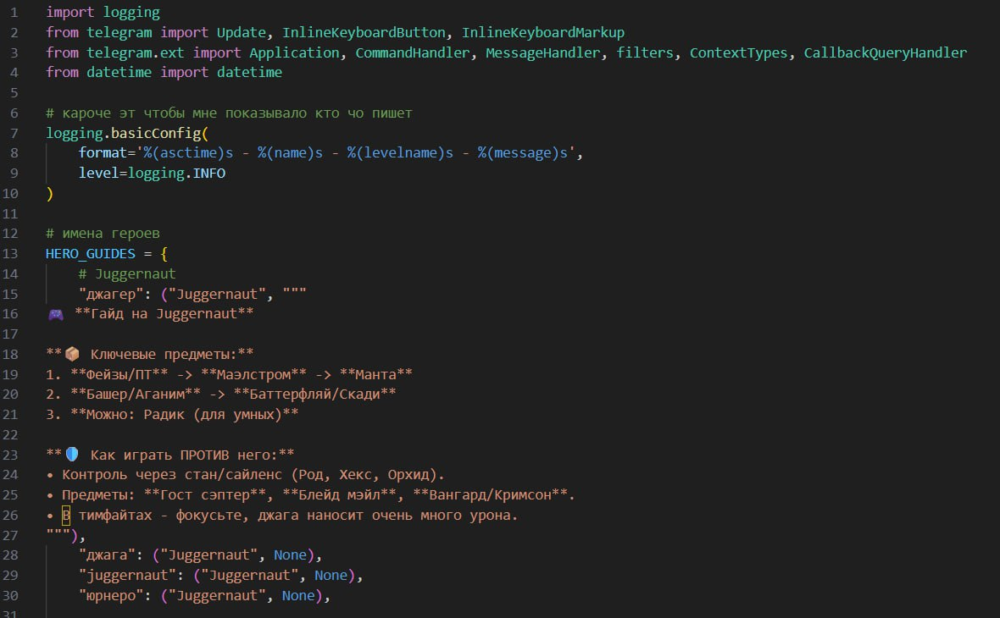 1 import logging
2 from telegram import Update, InlineKeyboardButton, InlineKeyboardMarkup
3 from telegram.ext import Application, CommandHandler, MessageHandler, filters, ContextTypes, CallbackQueryHandler
4 from datetime import datetime
5
6 # кароче эт чтобы мне показывало кто чо пишет
7 logging.basicConfig(
8     format='%(asctime)s - %(name)s - %(levelname)s - %(message)s',
9     level=logging.INFO
10 )
11
12 # имена героев
13 HERO_GUIDES = {
14     # Juggernaut
15     "джагер": ("Juggernaut", """
16 🎮 **Гайд на Juggernaut**
17
18 **📦 Ключевые предметы:**
19 1. **Фейзы/ПТ** -> **Маэлстром** -> **Манта**
20 2. **Башер/Аганим** -> **Баттерфляй/Скади**
21 3. **Можно: Радик (для умных)**
22
23 **🛡️ Как играть ПРОТИВ него:**
24 • Контроль через стан/сайленс (Род, Хекс, Орхид).
25 • Предметы: **Гост сэптер**, **Блейд мэйл**, **Вангард/Кримсон**.
26 • В тимфайтах - фокусьте, джага наносит очень много урона.
27 """),
28     "джага": ("Juggernaut", None),
29     "juggernaut": ("Juggernaut", None),
30     "юрнеро": ("Juggernaut", None),
31